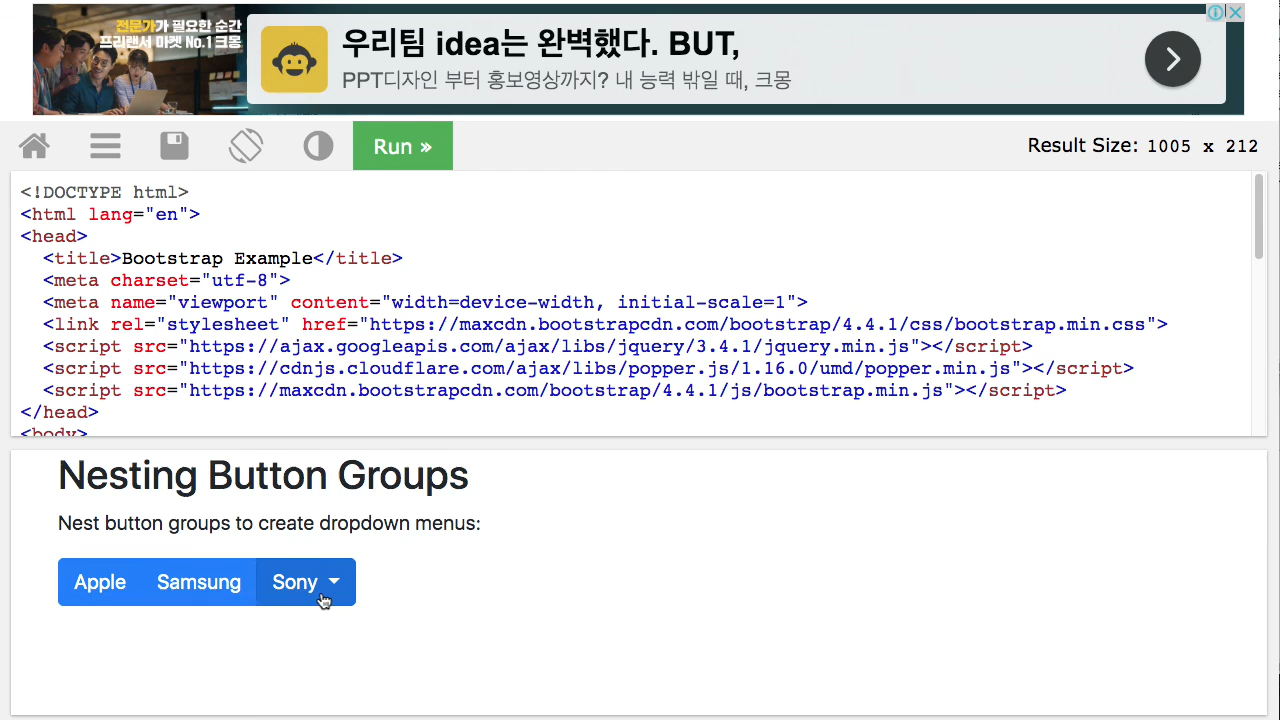 전문가가 필요한 순간
프리랜서 마켓 No.1 크몽
우리팀 idea는 완벽했다. BUT,
PPT디자인 부터 홍보영상까지? 내 능력 밖일 때, 크몽
Run »
Result Size: 1005 x 212
<!DOCTYPE html>
<html lang="en">
<head>
<title>Bootstrap Example</title>
<meta charset="utf-8">
<meta name="viewport" content="width=device-width, initial-scale=1">
<link rel="stylesheet" href="https://maxcdn.bootstrapcdn.com/bootstrap/4.4.1/css/bootstrap.min.css">
<script src="https://ajax.googleapis.com/ajax/libs/jquery/3.4.1/jquery.min.js"></script>
<script src="https://cdnjs.cloudflare.com/ajax/libs/popper.js/1.16.0/umd/popper.min.js"></script>
<script src="https://maxcdn.bootstrapcdn.com/bootstrap/4.4.1/js/bootstrap.min.js"></script>
</head>
<body>
Nesting Button Groups
Nest button groups to create dropdown menus:
Apple Samsung Sony